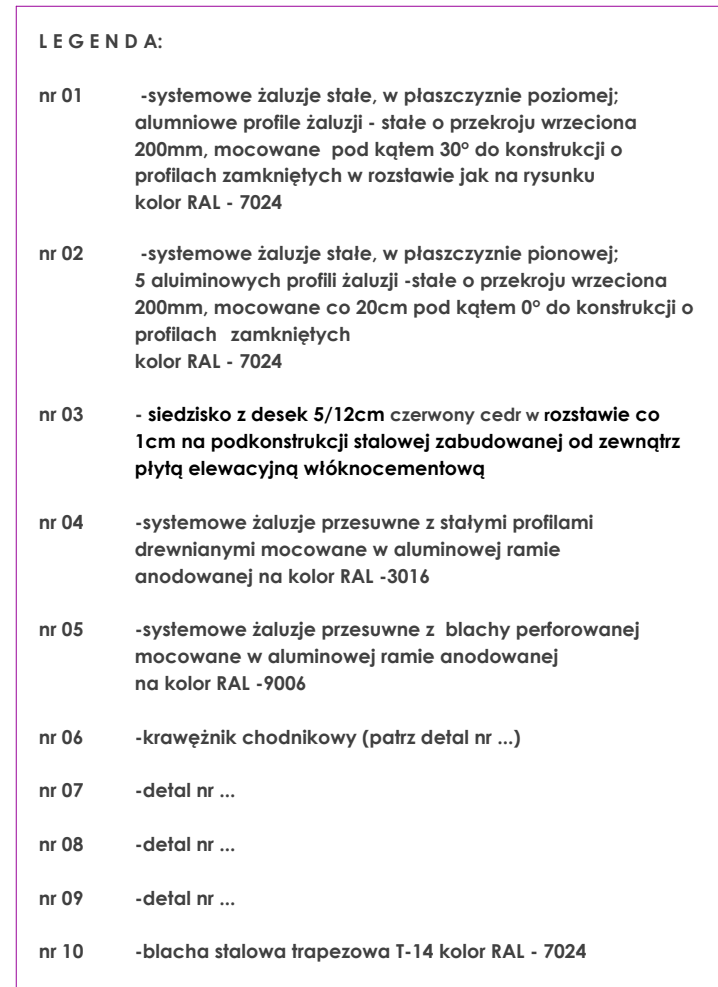 L E G E N D A:
nr 01 -systemowe żaluzje stałe, w płaszczyznie poziomej;
alumniowe profile żaluzji - stałe o przekroju wrzeciona
200mm, mocowane pod kątem 30° do konstrukcji o
profilach zamkniętych w rozstawie jak na rysunku
kolor RAL - 7024
nr 02 -systemowe żaluzje stałe, w płaszczyznie pionowej;
5 aluiminowych profili żaluzji -stałe o przekroju wrzeciona
200mm, mocowane co 20cm pod kątem 0° do konstrukcji o
profilach zamkniętych
kolor RAL - 7024
nr 03 - siedzisko z desek 5/12cm czerwony cedr w rozstawie co
1cm na podkonstrukcji stalowej zabudowanej od zewnątrz
płytą elewacyjną włóknocementową
nr 04 -systemowe żaluzje przesuwne z stałymi profilami
drewnianymi mocowane w aluminowej ramie
anodowanej na kolor RAL -3016
nr 05 -systemowe żaluzje przesuwne z blachy perforowanej
mocowane w aluminowej ramie anodowanej
na kolor RAL -9006
nr 06 -krawężnik chodnikowy (patrz detal nr ...)
nr 07 -detal nr ...
nr 08 -detal nr ...
nr 09 -detal nr ...
nr 10 -blacha stalowa trapezowa T-14 kolor RAL - 7024